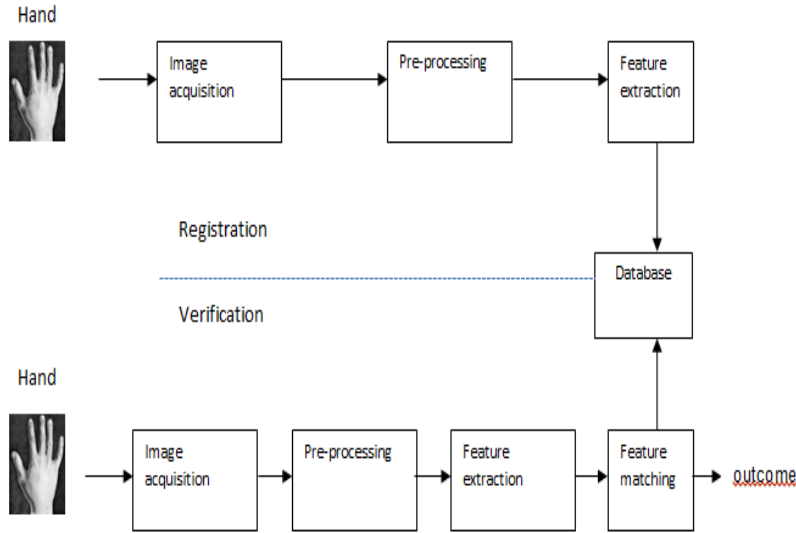 Hand
Image
acquisition
Pre-processing
Feature
extraction
Registration
Database
Verification
Hand
Image
acquisition
Pre-processing
Feature
extraction
Feature
matching
outcome